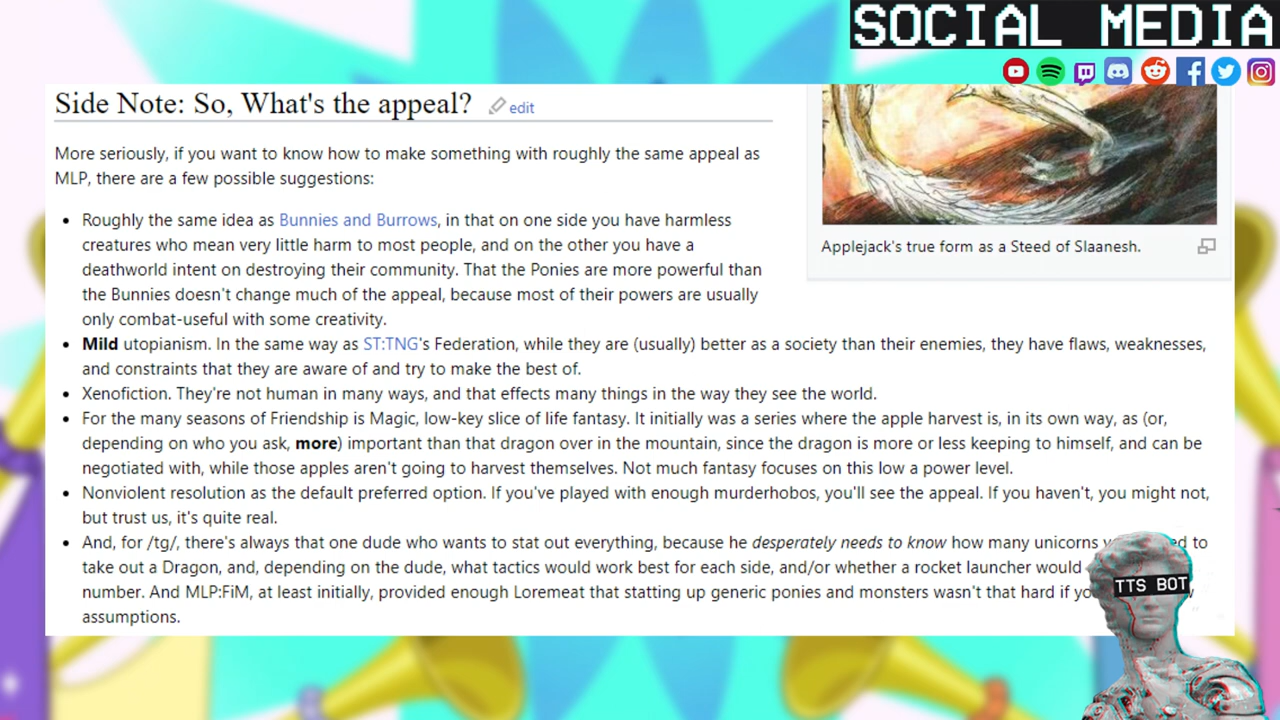 SOCIAL MEDIA
Side Note: So, What's the appeal? edit
More seriously, if you want to know how to make something with roughly the same appeal as
MLP, there are a few possible suggestions:
Applejack's true form as a Steed of Slaanesh.
• Roughly the same idea as Bunnies and Burrows, in that on one side you have harmless
creatures who mean very little harm to most people, and on the other you have a
deathworld intent on destroying their community. That the Ponies are more powerful than
the Bunnies doesn't change much of the appeal, because most of their powers are usually
only combat-useful with some creativity.
• Mild utopianism. In the same way as ST:TNG's Federation, while they are (usually) better as a society than their enemies, they have flaws, weaknesses,
and constraints that they are aware of and try to make the best of.
• Xenofiction. They're not human in many ways, and that effects many things in the way they see the world.
• For the many seasons of Friendship is Magic, low-key slice of life fantasy. It initially was a series where the apple harvest is, in its own way, as (or,
depending on who you ask, more) important than that dragon over in the mountain, since the dragon is more or less keeping to himself, and can be
negotiated with, while those apples aren't going to harvest themselves. Not much fantasy focuses on this low a power level.
• Nonviolent resolution as the default preferred option. If you've played with enough murderhobos, you'll see the appeal. If you haven't, you might not,
but trust us, it's quite real.
• And, for /tg/, there's always that one dude who wants to stat out everything, because he desperately needs to know how many unicorns to
take out a Dragon, and, depending on the dude, what tactics would work best for each side, and/or whether a rocket launcher would
number. And MLP:FiM, at least initially, provided enough Loremeat that statting up generic ponies and monsters wasn't that hard if
assumptions.
TTS BOT